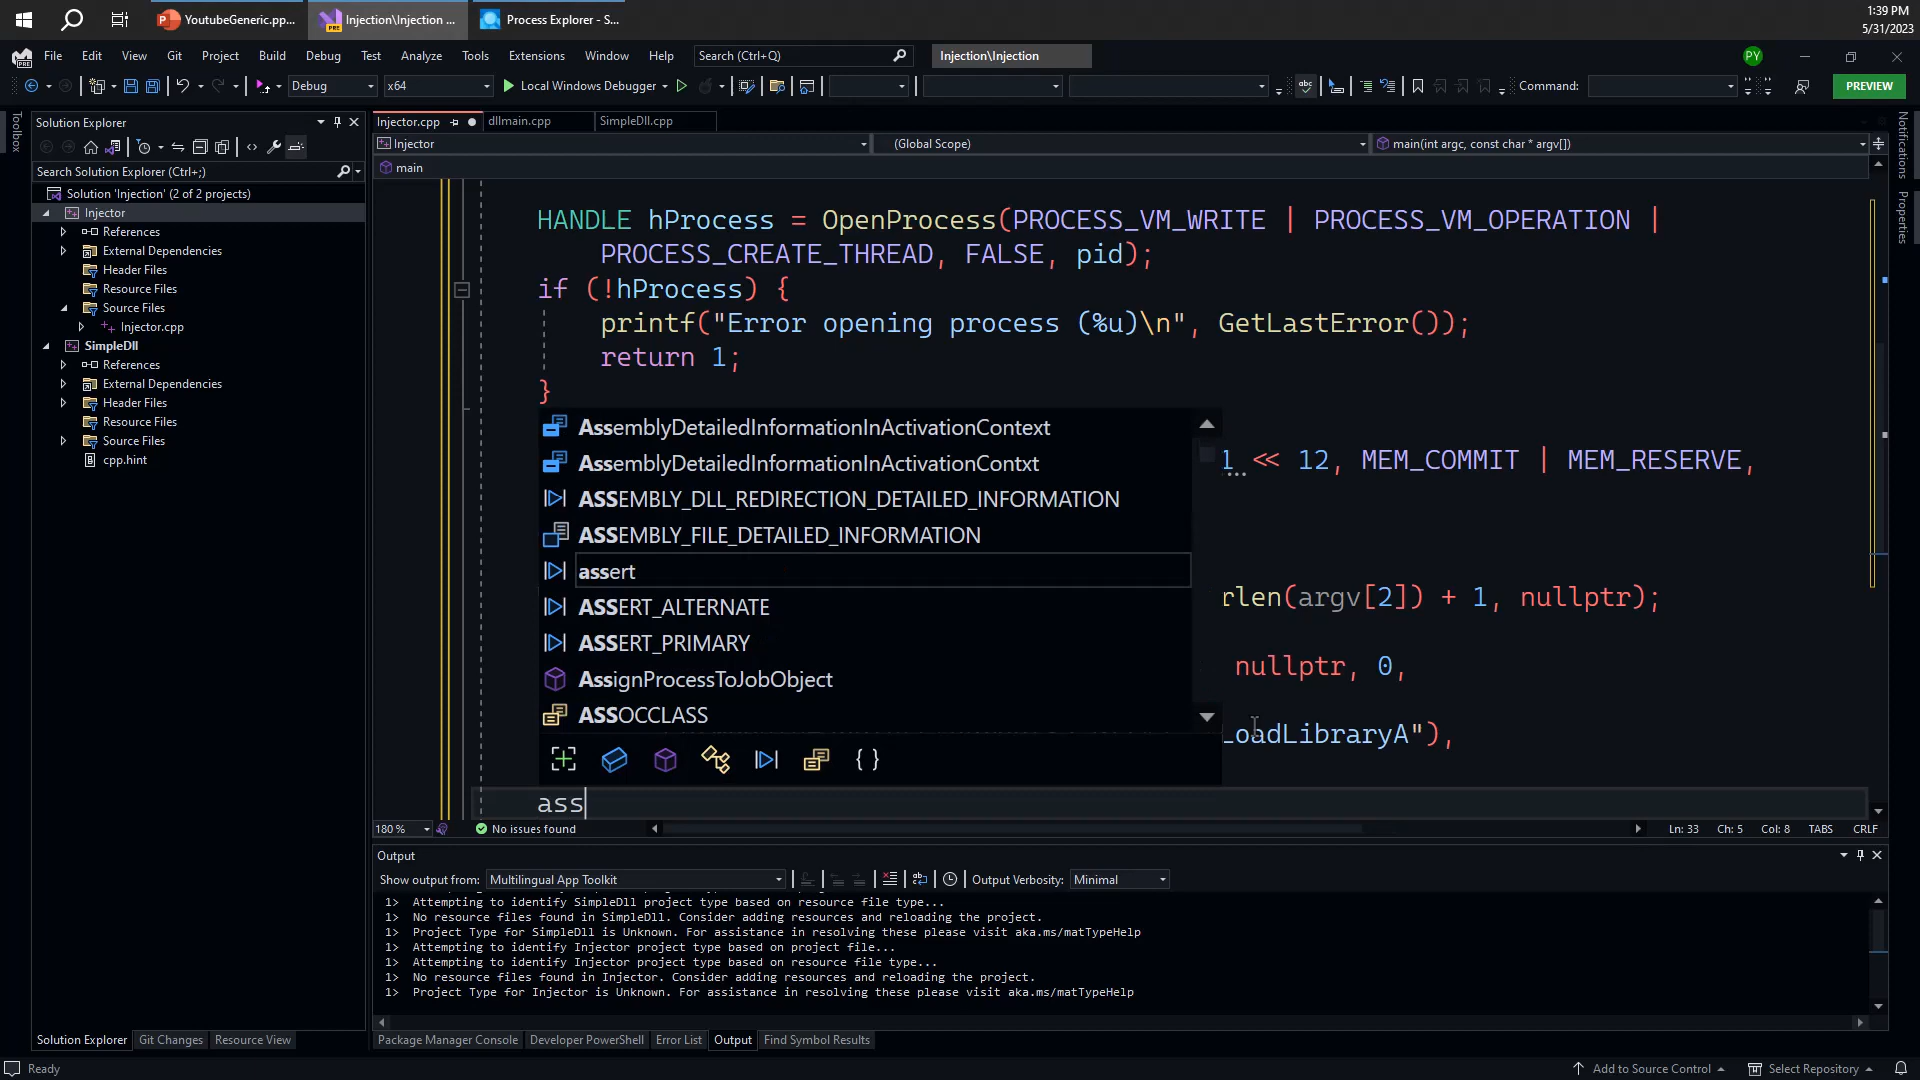 YoutubeGeneric.pp...
Injection\Injection ...
Process Explorer - S...
1:39 PM
5/31/2023
File Edit View Git Project Build Debug Test Analyze Tools Extensions Window Help
Search (Ctrl+Q)
Injection\Injection
PY
Debug
x64
Local Windows Debugger
Command:
PREVIEW
Toolbox
Solution Explorer
Search Solution Explorer (Ctrl+;)
Solution 'Injection' (2 of 2 projects)
Injector
References
External Dependencies
Header Files
Resource Files
Source Files
Injector.cpp
SimpleDll
References
External Dependencies
Header Files
Resource Files
Source Files
cpp.hint
Solution Explorer Git Changes Resource View
Injector.cpp dllmain.cpp SimpleDll.cpp
Injector (Global Scope) main(int argc, const char * argv[])
main
HANDLE hProcess = OpenProcess(PROCESS_VM_WRITE | PROCESS_VM_OPERATION |
PROCESS_CREATE_THREAD, FALSE, pid);
if (!hProcess) {
printf("Error opening process (%u)\n", GetLastError());
return 1;
}
AssemblyDetailedInformationInActivationContext
AssemblyDetailedInformationInActivationContxt
1 << 12, MEM_COMMIT | MEM_RESERVE,
ASSEMBLY_DLL_REDIRECTION_DETAILED_INFORMATION
ASSEMBLY_FILE_DETAILED_INFORMATION
assert
ASSERT_ALTERNATE
rlen(argv[2]) + 1, nullptr);
ASSERT_PRIMARY
nullptr, 0,
AssignProcessToJobObject
ASSOCCLASS
LoadLibraryA"),
ass
180 %
No issues found
Ln: 33 Ch: 5 Col: 8 TABS CRLF
Output
Show output from: Multilingual App Toolkit
Output Verbosity: Minimal
1> Attempting to identify SimpleDll project type based on resource file type...
1> No resource files found in SimpleDll. Consider adding resources and reloading the project.
1> Project Type for SimpleDll is Unknown. For assistance in resolving these please visit aka.ms/matTypeHelp
1> Attempting to identify Injector project type based on project file...
1> Attempting to identify Injector project type based on resource file type...
1> No resource files found in Injector. Consider adding resources and reloading the project.
1> Project Type for Injector is Unknown. For assistance in resolving these please visit aka.ms/matTypeHelp
Package Manager Console Developer PowerShell Error List Output Find Symbol Results
Notifications
Properties
Ready
Add to Source Control
Select Repository